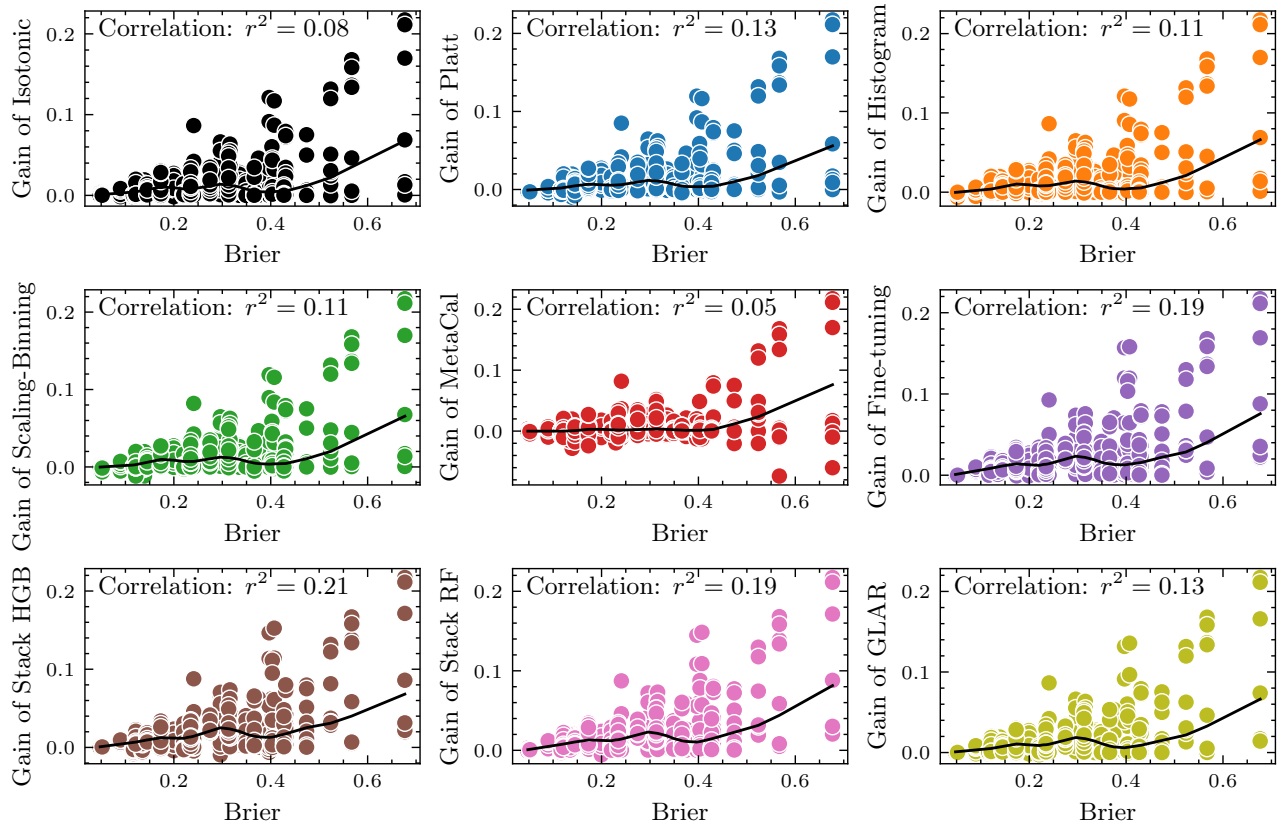 Correlation: r² = 0.08
Gain of Isotonic
0.2
0.1
0.0
0.2 0.4 0.6
Brier
Correlation: r² = 0.13
Gain of Platt
0.2
0.1
0.0
0.2 0.4 0.6
Brier
Correlation: r² = 0.11
Gain of Histogram
0.2
0.1
0.0
0.2 0.4 0.6
Brier
Correlation: r² = 0.11
Gain of Scaling-Binning
0.2
0.1
0.0
0.2 0.4 0.6
Brier
Correlation: r² = 0.05
Gain of MetaCal
0.2
0.1
0.0
0.2 0.4 0.6
Brier
Correlation: r² = 0.19
Gain of Fine-tuning
0.2
0.1
0.0
0.2 0.4 0.6
Brier
Correlation: r² = 0.21
Gain of Stack HGB
0.2
0.1
0.0
0.2 0.4 0.6
Brier
Correlation: r² = 0.19
Gain of Stack RF
0.2
0.1
0.0
0.2 0.4 0.6
Brier
Correlation: r² = 0.13
Gain of GLAR
0.2
0.1
0.0
0.2 0.4 0.6
Brier